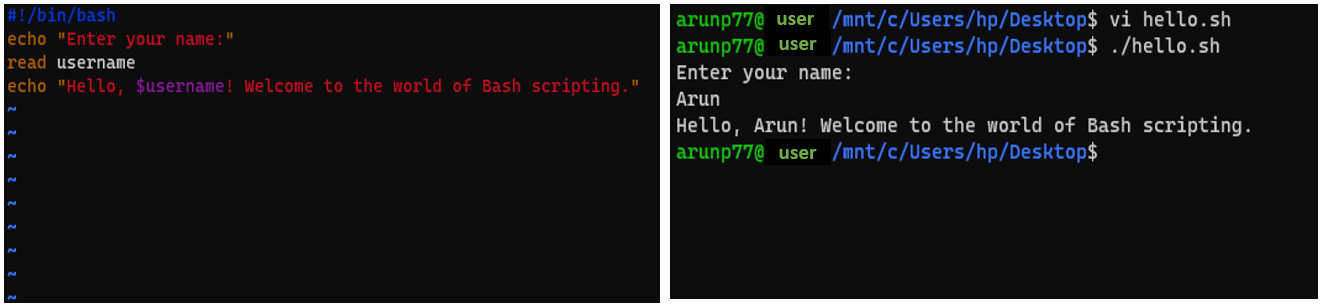 #!/bin/bash
echo "Enter your name:"
read username
echo "Hello, $username! Welcome to the world of Bash scripting."
~
~
~
~
~
~
~
~
~
arunp77@ user /mnt/c/Users/hp/Desktop$ vi hello.sh
arunp77@ user /mnt/c/Users/hp/Desktop$ ./hello.sh
Enter your name:
Arun
Hello, Arun! Welcome to the world of Bash scripting.
arunp77@ user /mnt/c/Users/hp/Desktop$